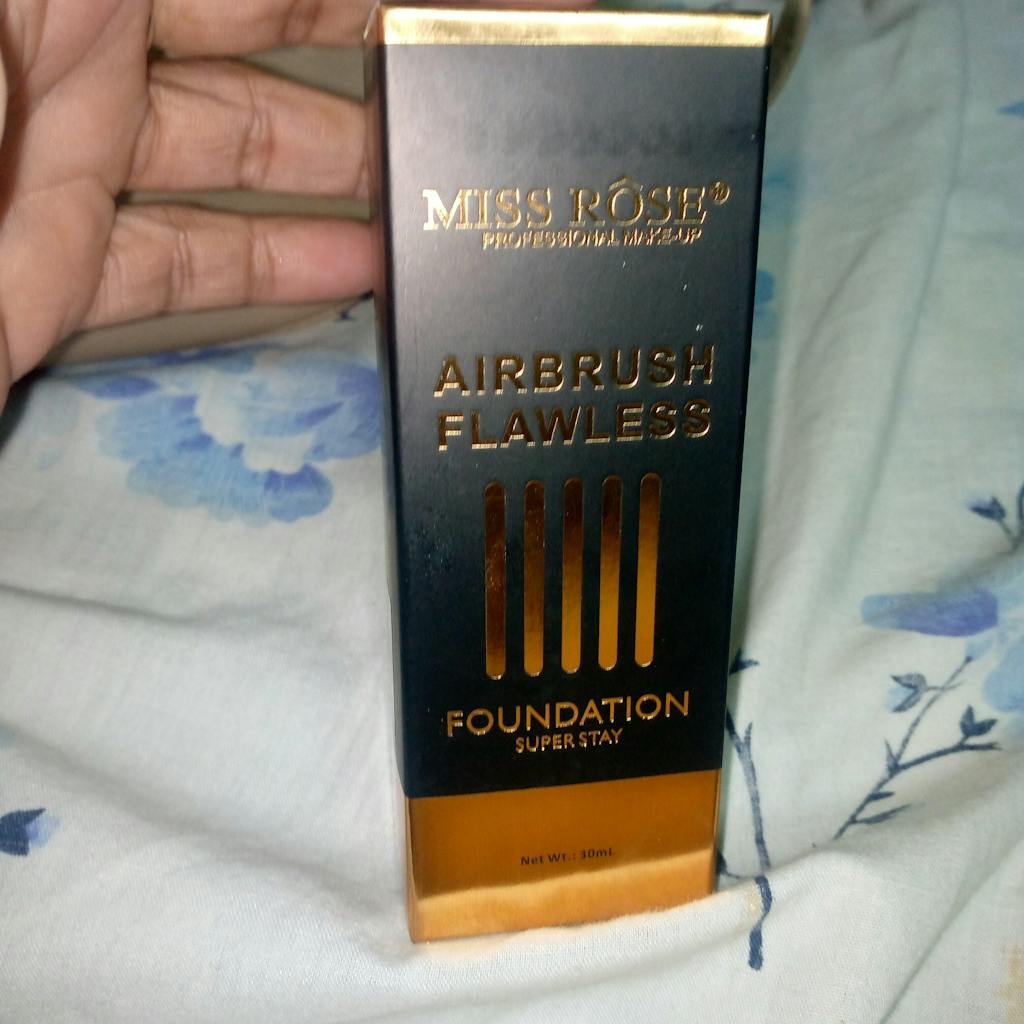 MISS RÔSE®
PROFESSIONAL MAKE-UP
AIRBRUSH
FLAWLESS
FOUNDATION
SUPER STAY
Net Wt.: 30mL